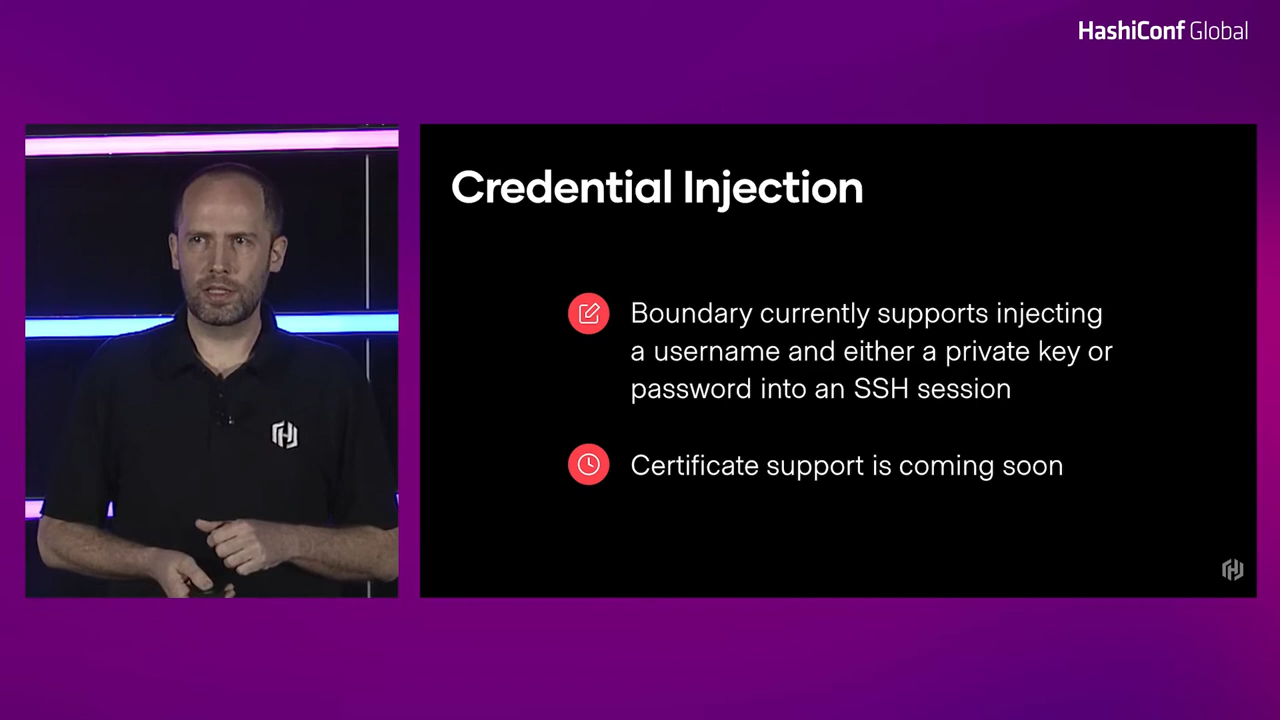 HashiConf Global
Credential Injection
Boundary currently supports injecting
a username and either a private key or
password into an SSH session
Certificate support is coming soon